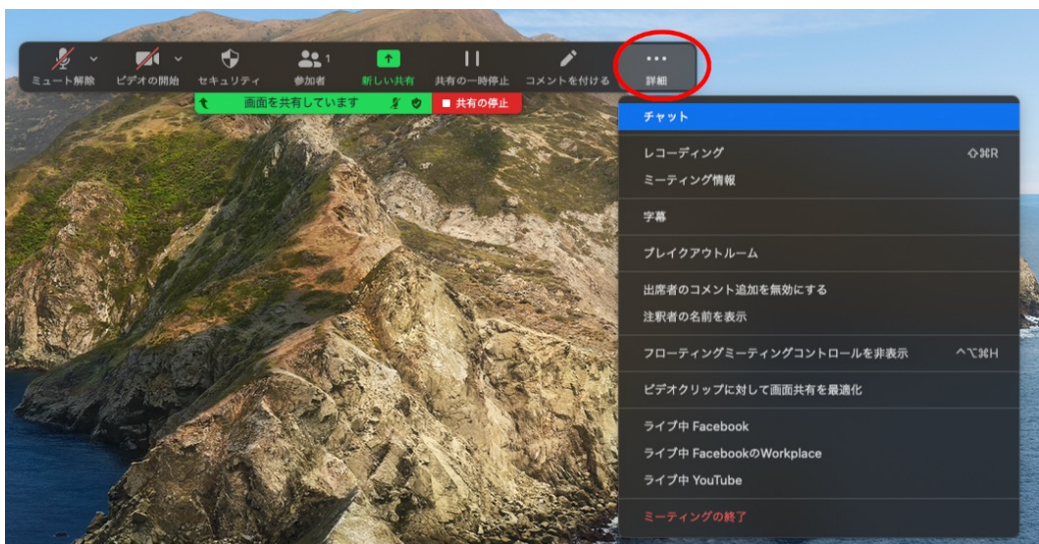 1
ミュート解除 ビデオの開始 セキュリティ 参加者 新しい共有 共有の一時停止 コメントを付ける 詳細
画面を共有しています 共有の停止
チャット
レコーディング ⇧⌘R
ミーティング情報
字幕
ブレイクアウトルーム
出席者のコメント追加を無効にする
注釈者の名前を表示
フローティングミーティングコントロールを非表示 ^⌥⌘H
ビデオクリップに対して画面共有を最適化
ライブ中 Facebook
ライブ中 FacebookのWorkplace
ライブ中 YouTube
ミーティングの終了